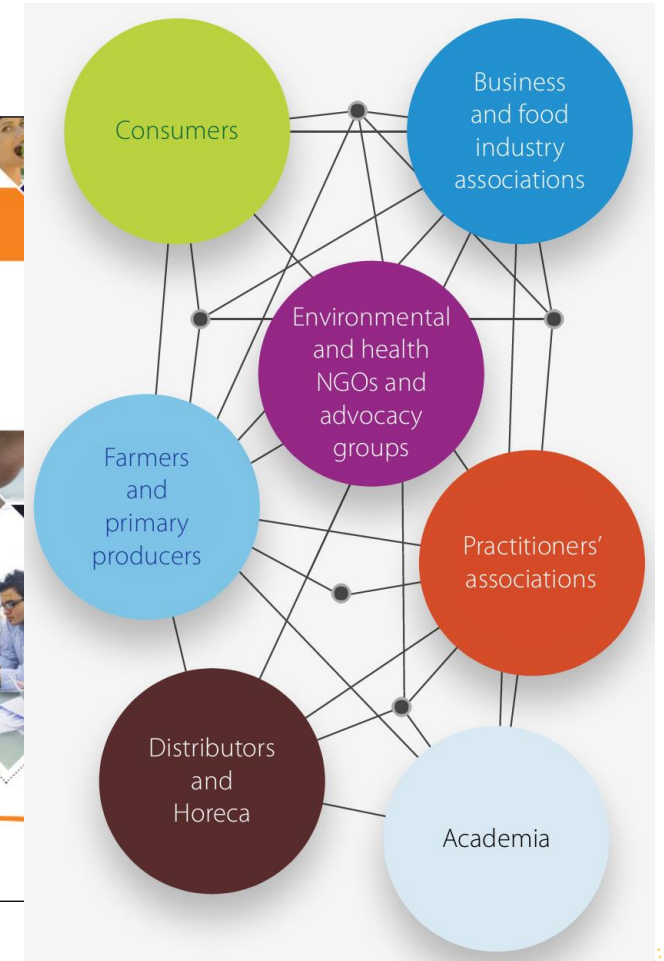 Consumers
Business
and food
industry
associations
Environmental
and health
NGOs and
advocacy
groups
Farmers
and
primary
producers
Practitioners’
associations
Distributors
and
Horeca
Academia